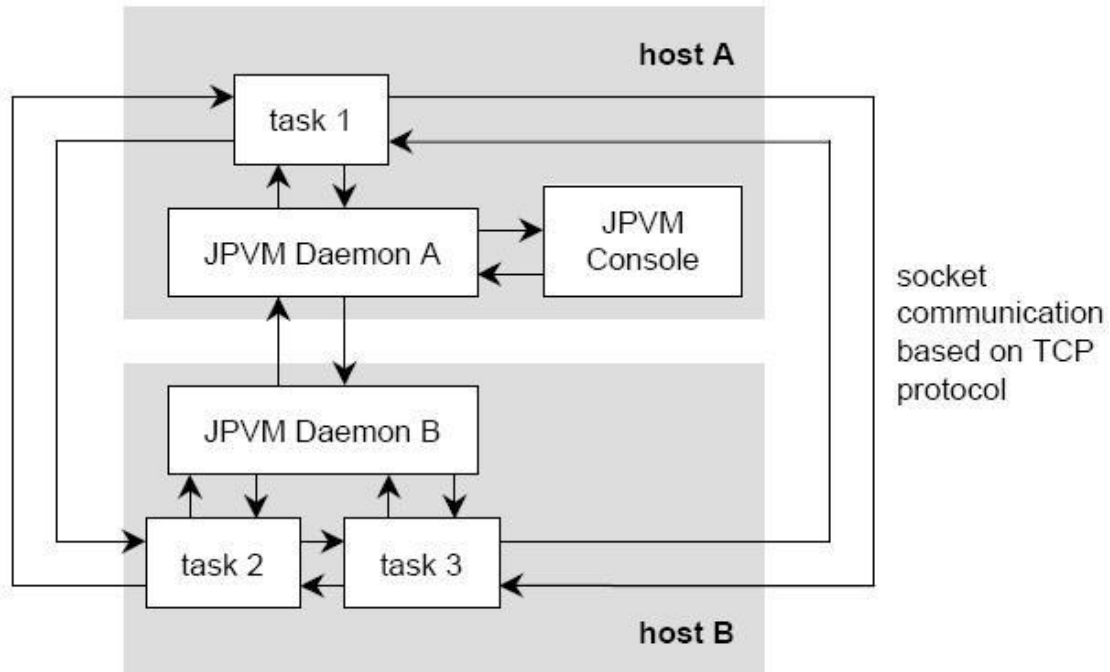 host A
task 1
JPVM Daemon A
JPVM
Console
socket
communication
based on TCP
protocol
JPVM Daemon B
task 2
task 3
host B